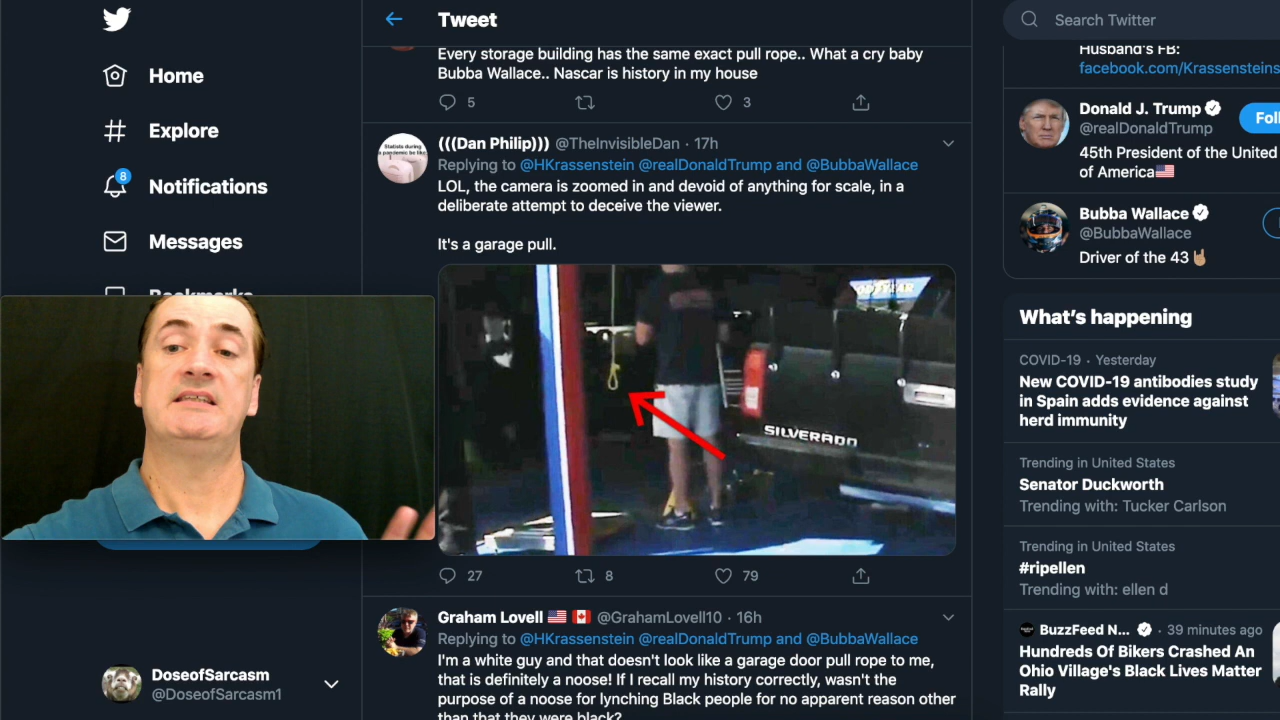 Home
Explore
8
Notifications
Messages
Bookmarks
DoseofSarcasm
@DoseofSarcasm1
Tweet
Every storage building has the same exact pull rope.. What a cry baby
Bubba Wallace.. Nascar is history in my house
5
3
(((Dan Philip))) @TheInvisibleDan · 17h
Replying to @HKrassenstein @realDonaldTrump and @BubbaWallace
LOL, the camera is zoomed in and devoid of anything for scale, in a
deliberate attempt to deceive the viewer.
It's a garage pull.
GOODYEAR
SILVERADO
27
8
79
Graham Lovell @GrahamLovell10 · 16h
Replying to @HKrassenstein @realDonaldTrump and @BubbaWallace
I'm a white guy and that doesn't look like a garage door pull rope to me,
that is definitely a noose! If I recall my history correctly, wasn't the
purpose of a noose for lynching Black people for no apparent reason other
than that they were black?
Search Twitter
Husband's FB:
facebook.com/Krassensteins
Donald J. Trump
@realDonaldTrump
Foll
45th President of the United
of America
Bubba Wallace
@BubbaWallace
Driver of the 43
What's happening
COVID-19 · Yesterday
New COVID-19 antibodies study
in Spain adds evidence against
herd immunity
Trending in United States
Senator Duckworth
Trending with: Tucker Carlson
Trending in United States
#ripellen
Trending with: ellen d
BuzzFeed N... · 39 minutes ago
Hundreds Of Bikers Crashed An
Ohio Village's Black Lives Matter
Rally